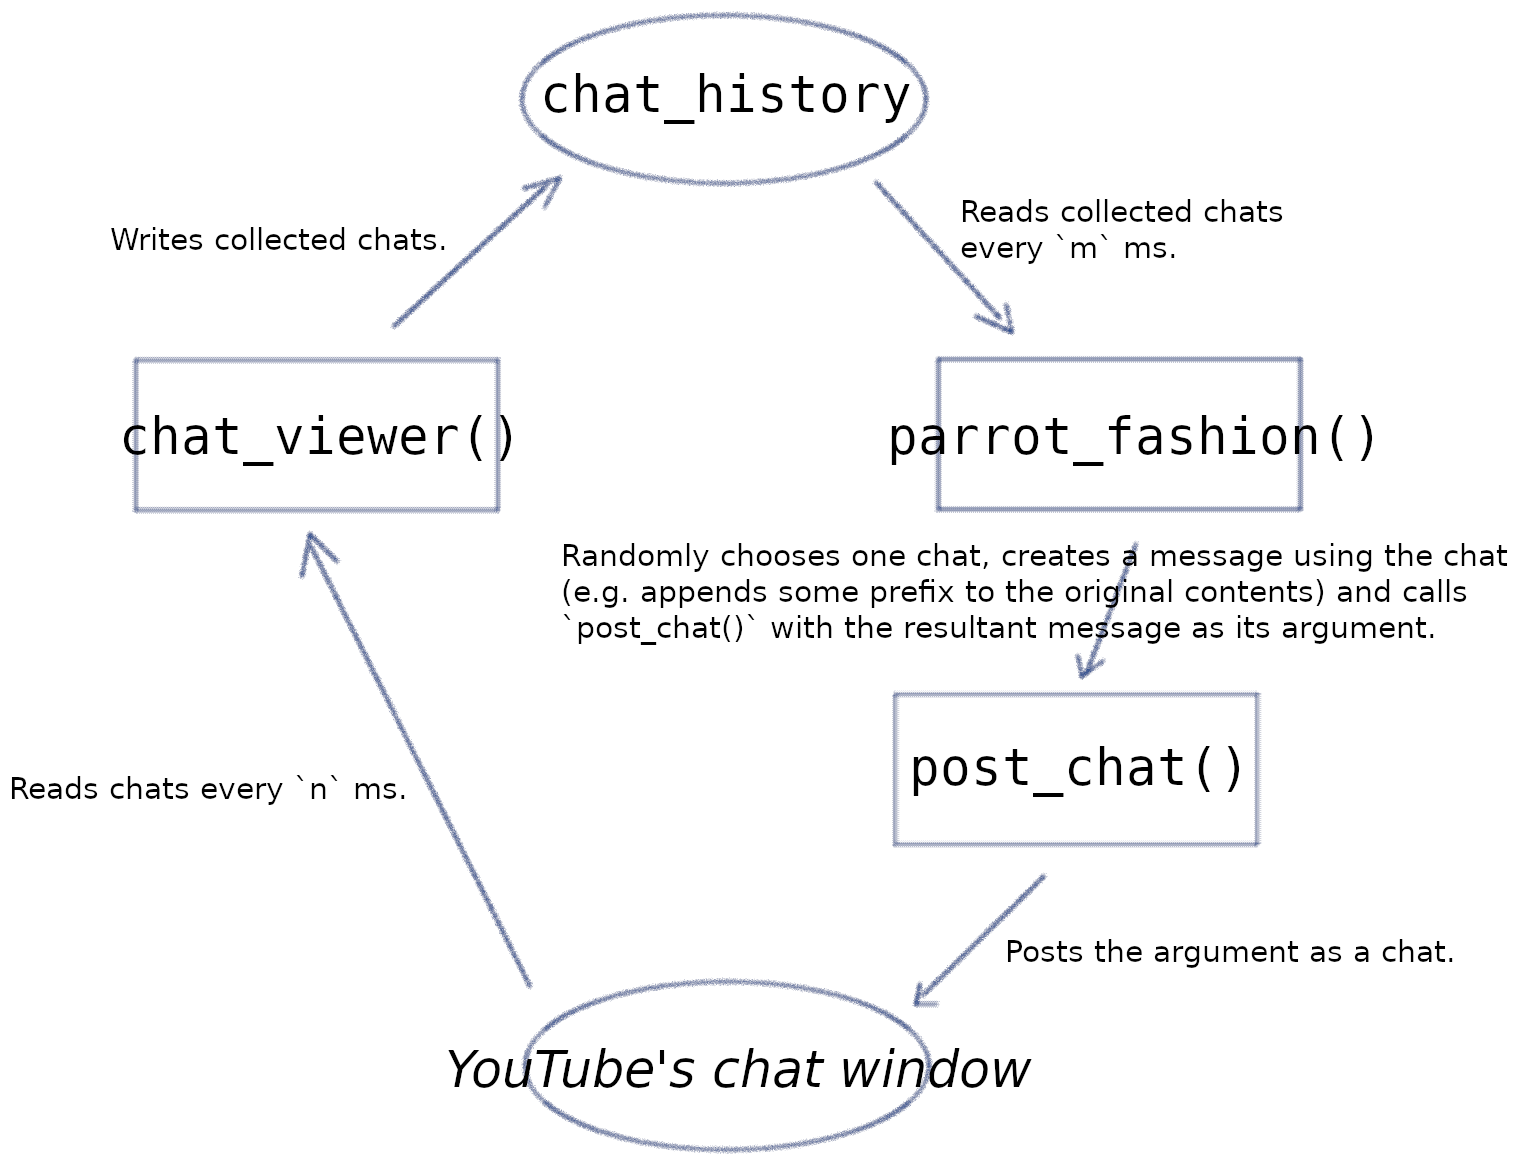 chat_history
Writes collected chats.
Reads collected chats
every `m` ms.
chat_viewer()
parrot_fashion()
Randomly chooses one chat, creates a message using the chat
(e.g. appends some prefix to the original contents) and calls
`post_chat()` with the resultant message as its argument.
post_chat()
Reads chats every `n` ms.
Posts the argument as a chat.
YouTube's chat window